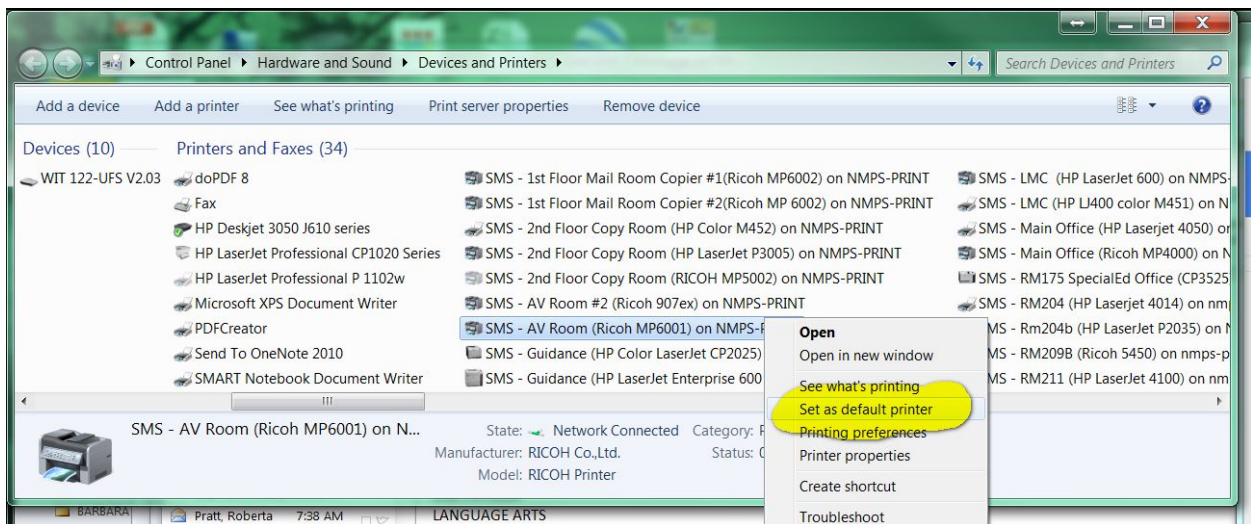 Control Panel ▸ Hardware and Sound ▸ Devices and Printers ▸
Search Devices and Printers
Add a device Add a printer See what's printing Print server properties Remove device
Devices (10) Printers and Faxes (34)
WIT 122-UFS V2.03
doPDF 8
Fax
HP Deskjet 3050 J610 series
HP LaserJet Professional CP1020 Series
HP LaserJet Professional P 1102w
Microsoft XPS Document Writer
PDFCreator
Send To OneNote 2010
SMART Notebook Document Writer
SMS - 1st Floor Mail Room Copier #1(Ricoh MP6002) on NMPS-PRINT
SMS - 1st Floor Mail Room Copier #2(Ricoh MP 6002) on NMPS-PRINT
SMS - 2nd Floor Copy Room (HP Color M452) on NMPS-PRINT
SMS - 2nd Floor Copy Room (HP LaserJet P3005) on NMPS-PRINT
SMS - 2nd Floor Copy Room (RICOH MP5002) on NMPS-PRINT
SMS - AV Room #2 (Ricoh 907ex) on NMPS-PRINT
SMS - AV Room (Ricoh MP6001) on NMPS-P
SMS - Guidance (HP Color LaserJet CP2025)
SMS - Guidance (HP LaserJet Enterprise 600
SMS - LMC (HP LaserJet 600) on NMPS-
SMS - LMC (HP LJ400 color M451) on N
SMS - Main Office (HP Laserjet 4050) or
SMS - Main Office (Ricoh MP4000) on N
SMS - RM175 SpecialEd Office (CP3525
SMS - RM204 (HP Laserjet 4014) on nm
MS - Rm204b (HP LaserJet P2035) on
MS - RM209B (Ricoh 5450) on nmps-p
MS - RM211 (HP LaserJet 4100) on nm
Open
Open in new window
See what's printing
Set as default printer
Printing preferences
Printer properties
Create shortcut
Troubleshoot
SMS - AV Room (Ricoh MP6001) on N...
State: Network Connected Category:
Manufacturer: RICOH Co.,Ltd. Status:
Model: RICOH Printer
BARBARA Pratt, Roberta 7:38 AM LANGUAGE ARTS